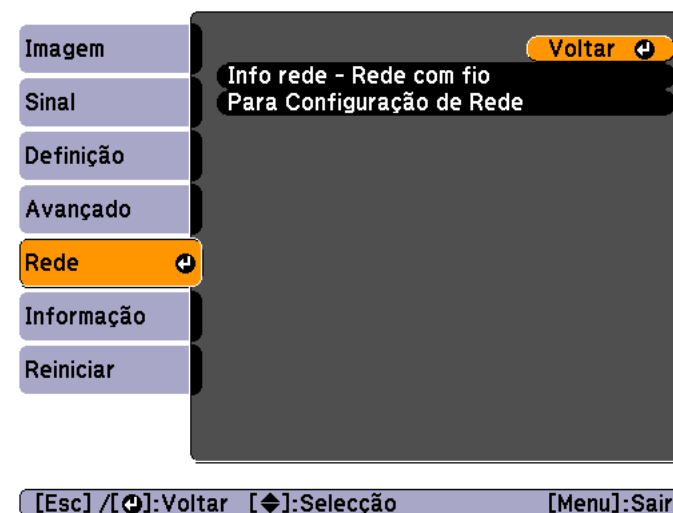 Imagem
Sinal
Definição
Avançado
Rede
Informação
Reiniciar
Voltar
Info rede - Rede com fio
Para Configuração de Rede
[Esc] /[]:Voltar []:Selecção [Menu]:Sair